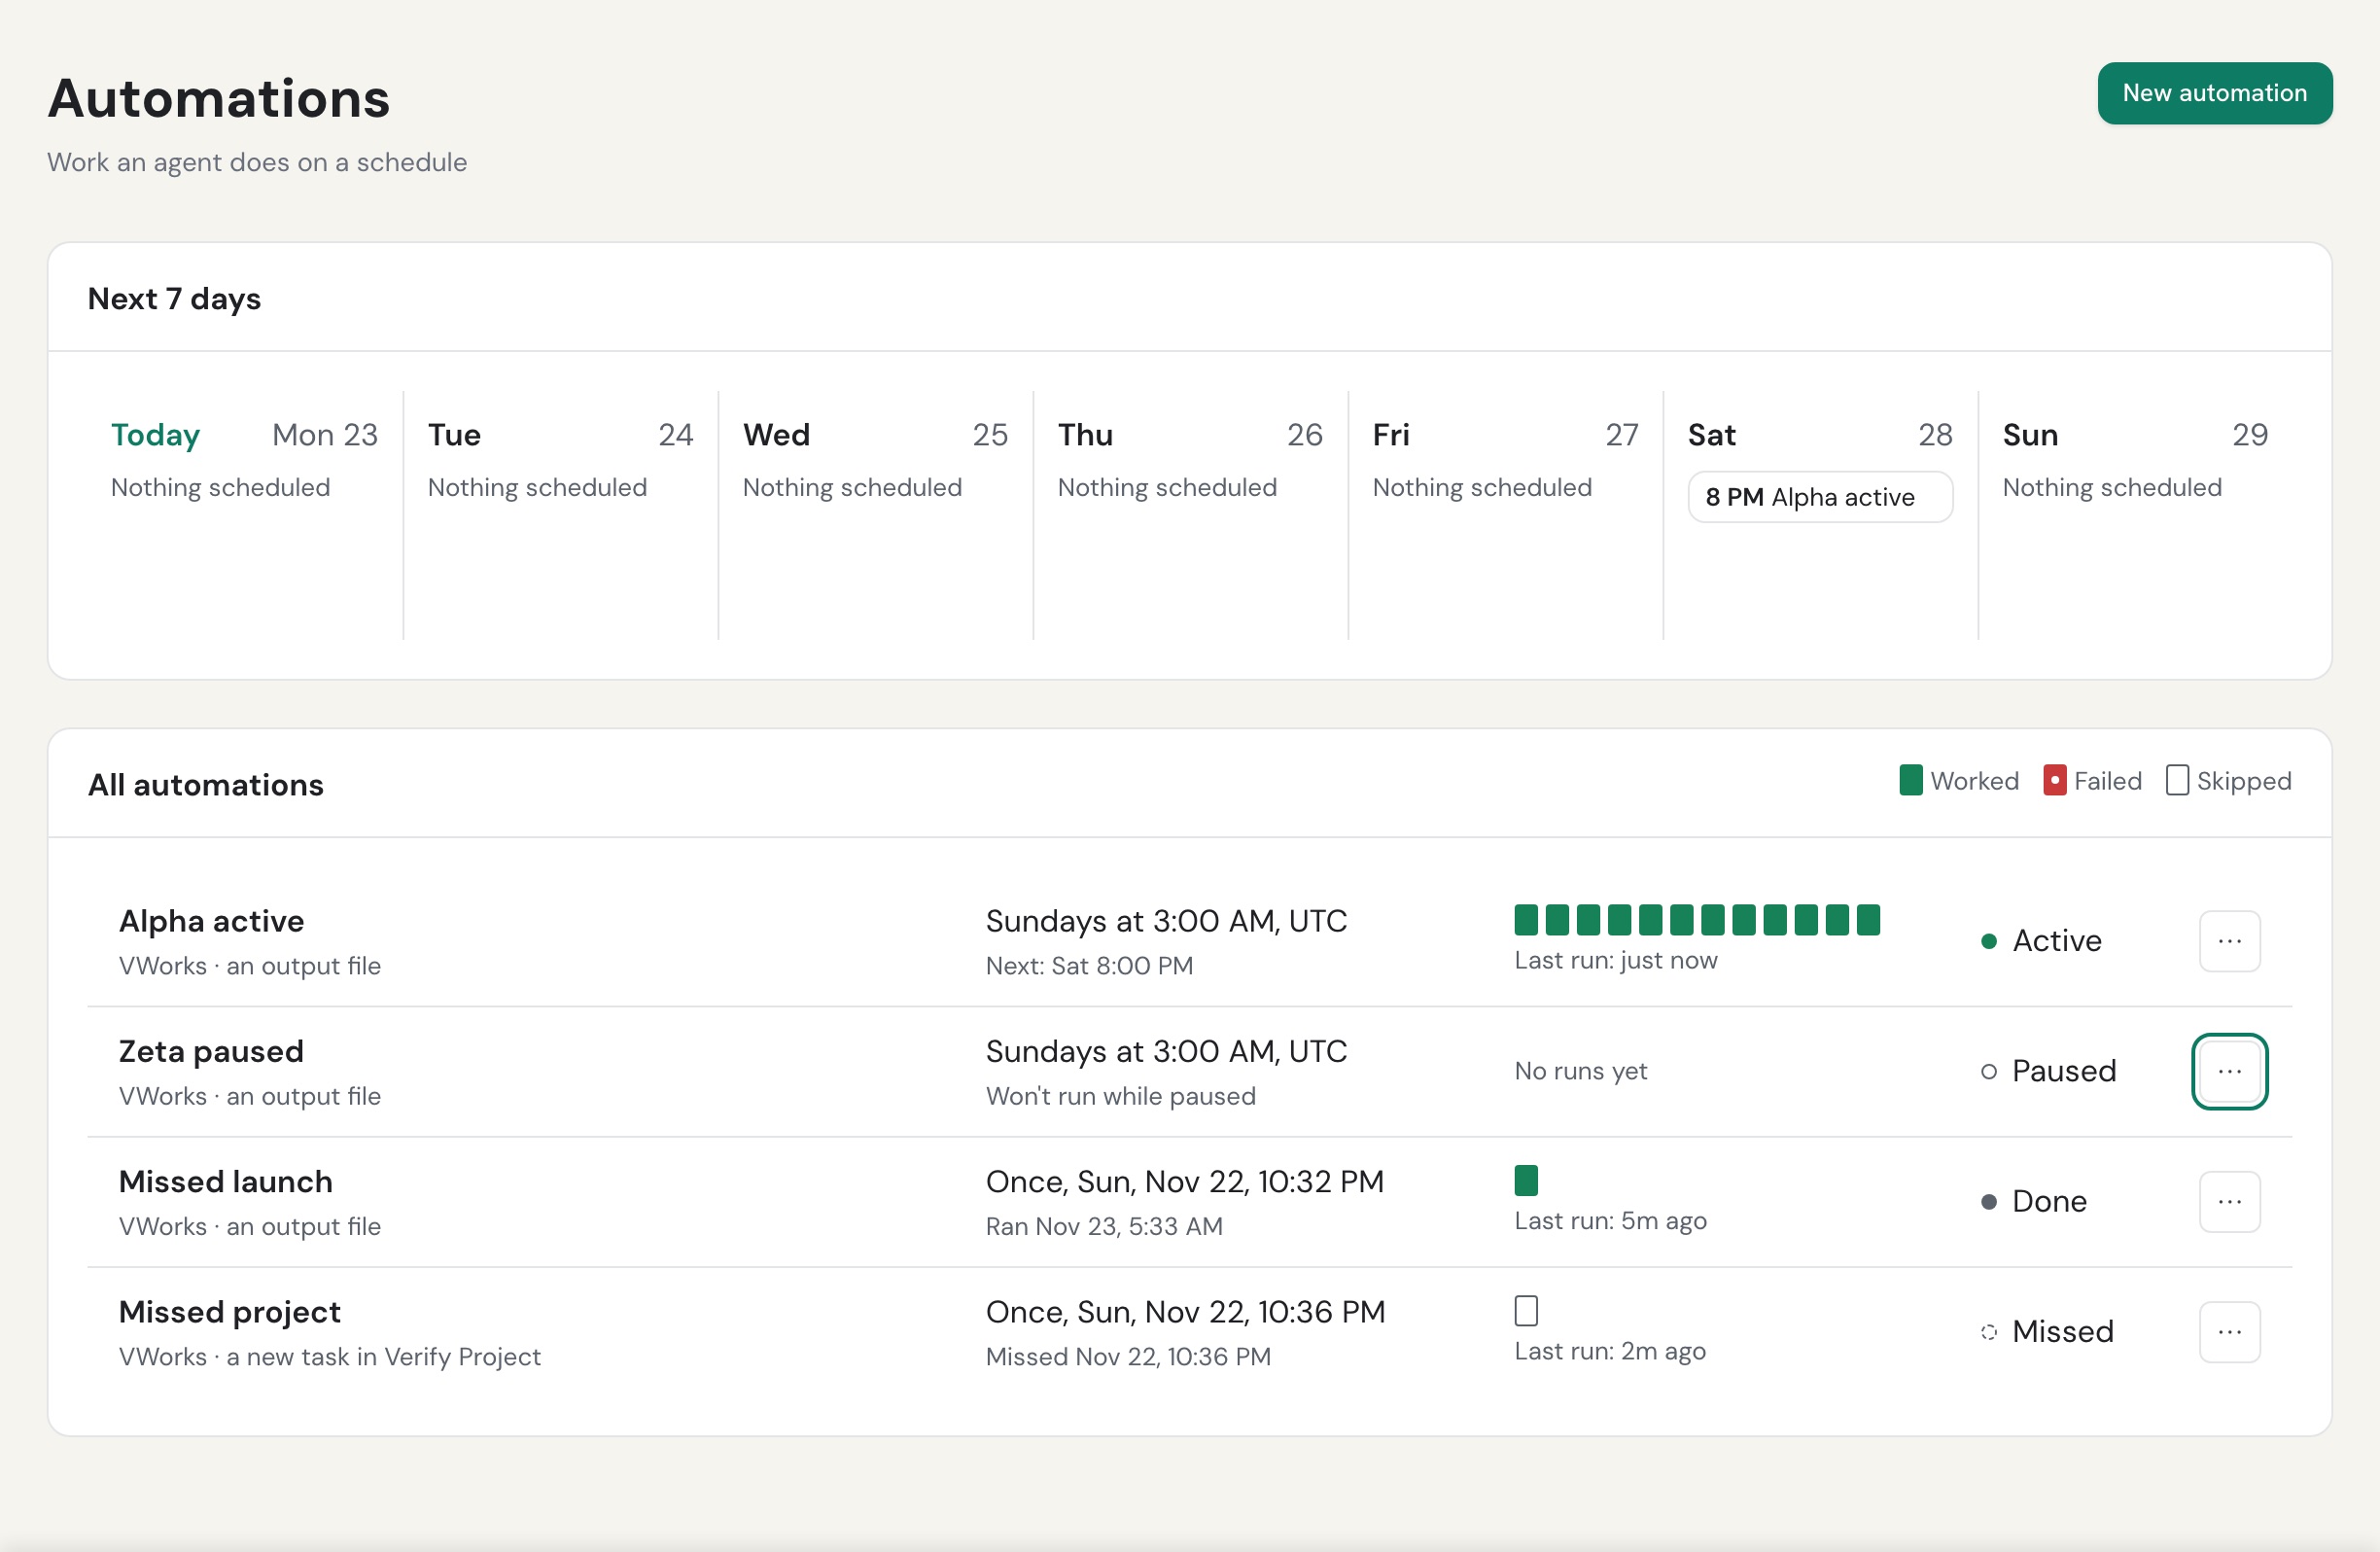 Automations
New automation
Work an agent does on a schedule
Next 7 days
Today Mon 23
Nothing scheduled
Tue 24
Nothing scheduled
Wed 25
Nothing scheduled
Thu 26
Nothing scheduled
Fri 27
Nothing scheduled
Sat 28
8 PM Alpha active
Sun 29
Nothing scheduled
All automations
Worked Failed Skipped
Alpha active
VWorks · an output file
Sundays at 3:00 AM, UTC
Next: Sat 8:00 PM
Last run: just now
Active
...
Zeta paused
VWorks · an output file
Sundays at 3:00 AM, UTC
Won't run while paused
No runs yet
Paused
...
Missed launch
VWorks · an output file
Once, Sun, Nov 22, 10:32 PM
Ran Nov 23, 5:33 AM
Last run: 5m ago
Done
...
Missed project
VWorks · a new task in Verify Project
Once, Sun, Nov 22, 10:36 PM
Missed Nov 22, 10:36 PM
Last run: 2m ago
Missed
...